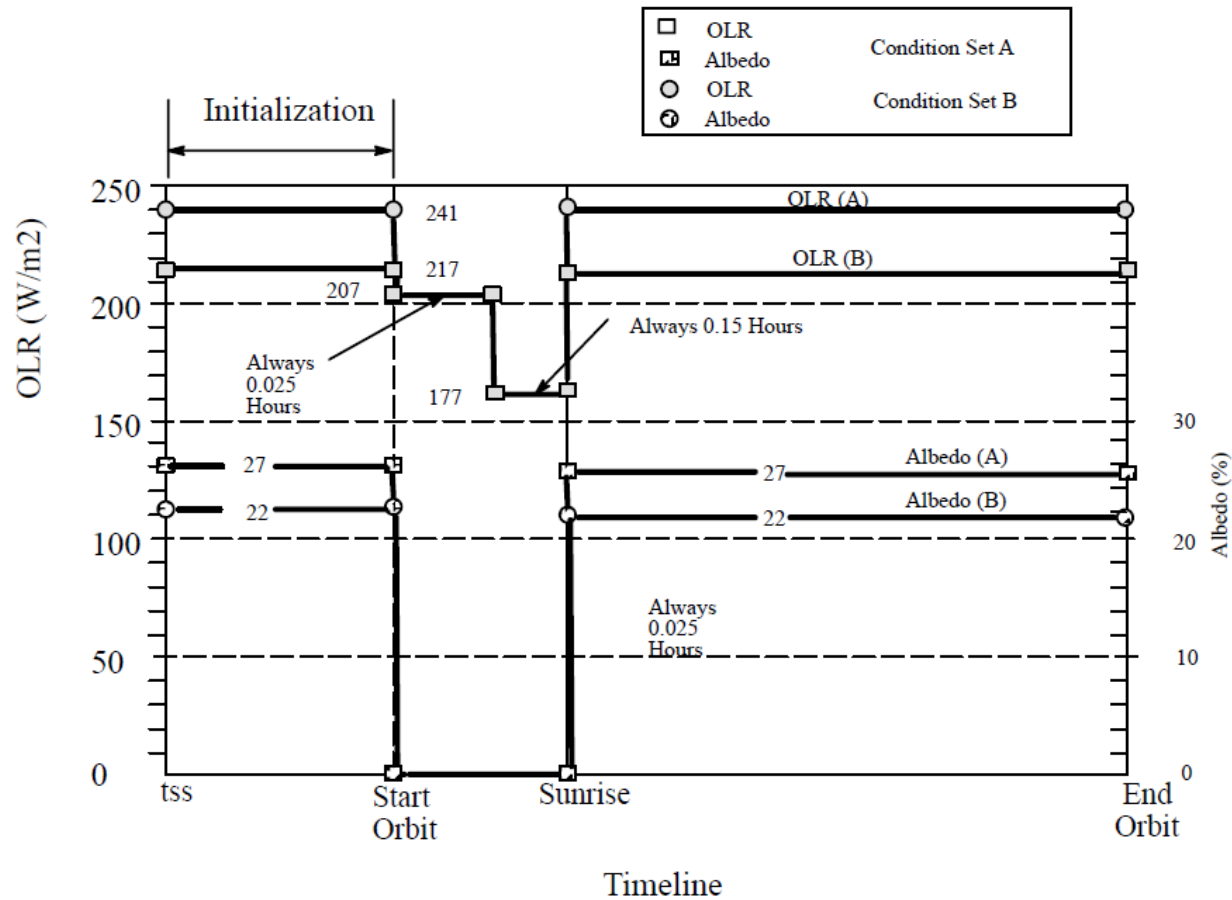 OLR
Albedo
Condition Set A
OLR
Albedo
Condition Set B
Initialization
250
200
150
100
50
0
OLR (W/m2)
241
217
207
177
Always
0.025
Hours
Always 0.15 Hours
OLR (A)
OLR (B)
27
22
Albedo (A)
27
Albedo (B)
22
Always
0.025
Hours
30
20
10
0
Albedo (%)
tss
Start
Orbit
Sunrise
End
Orbit
Timeline